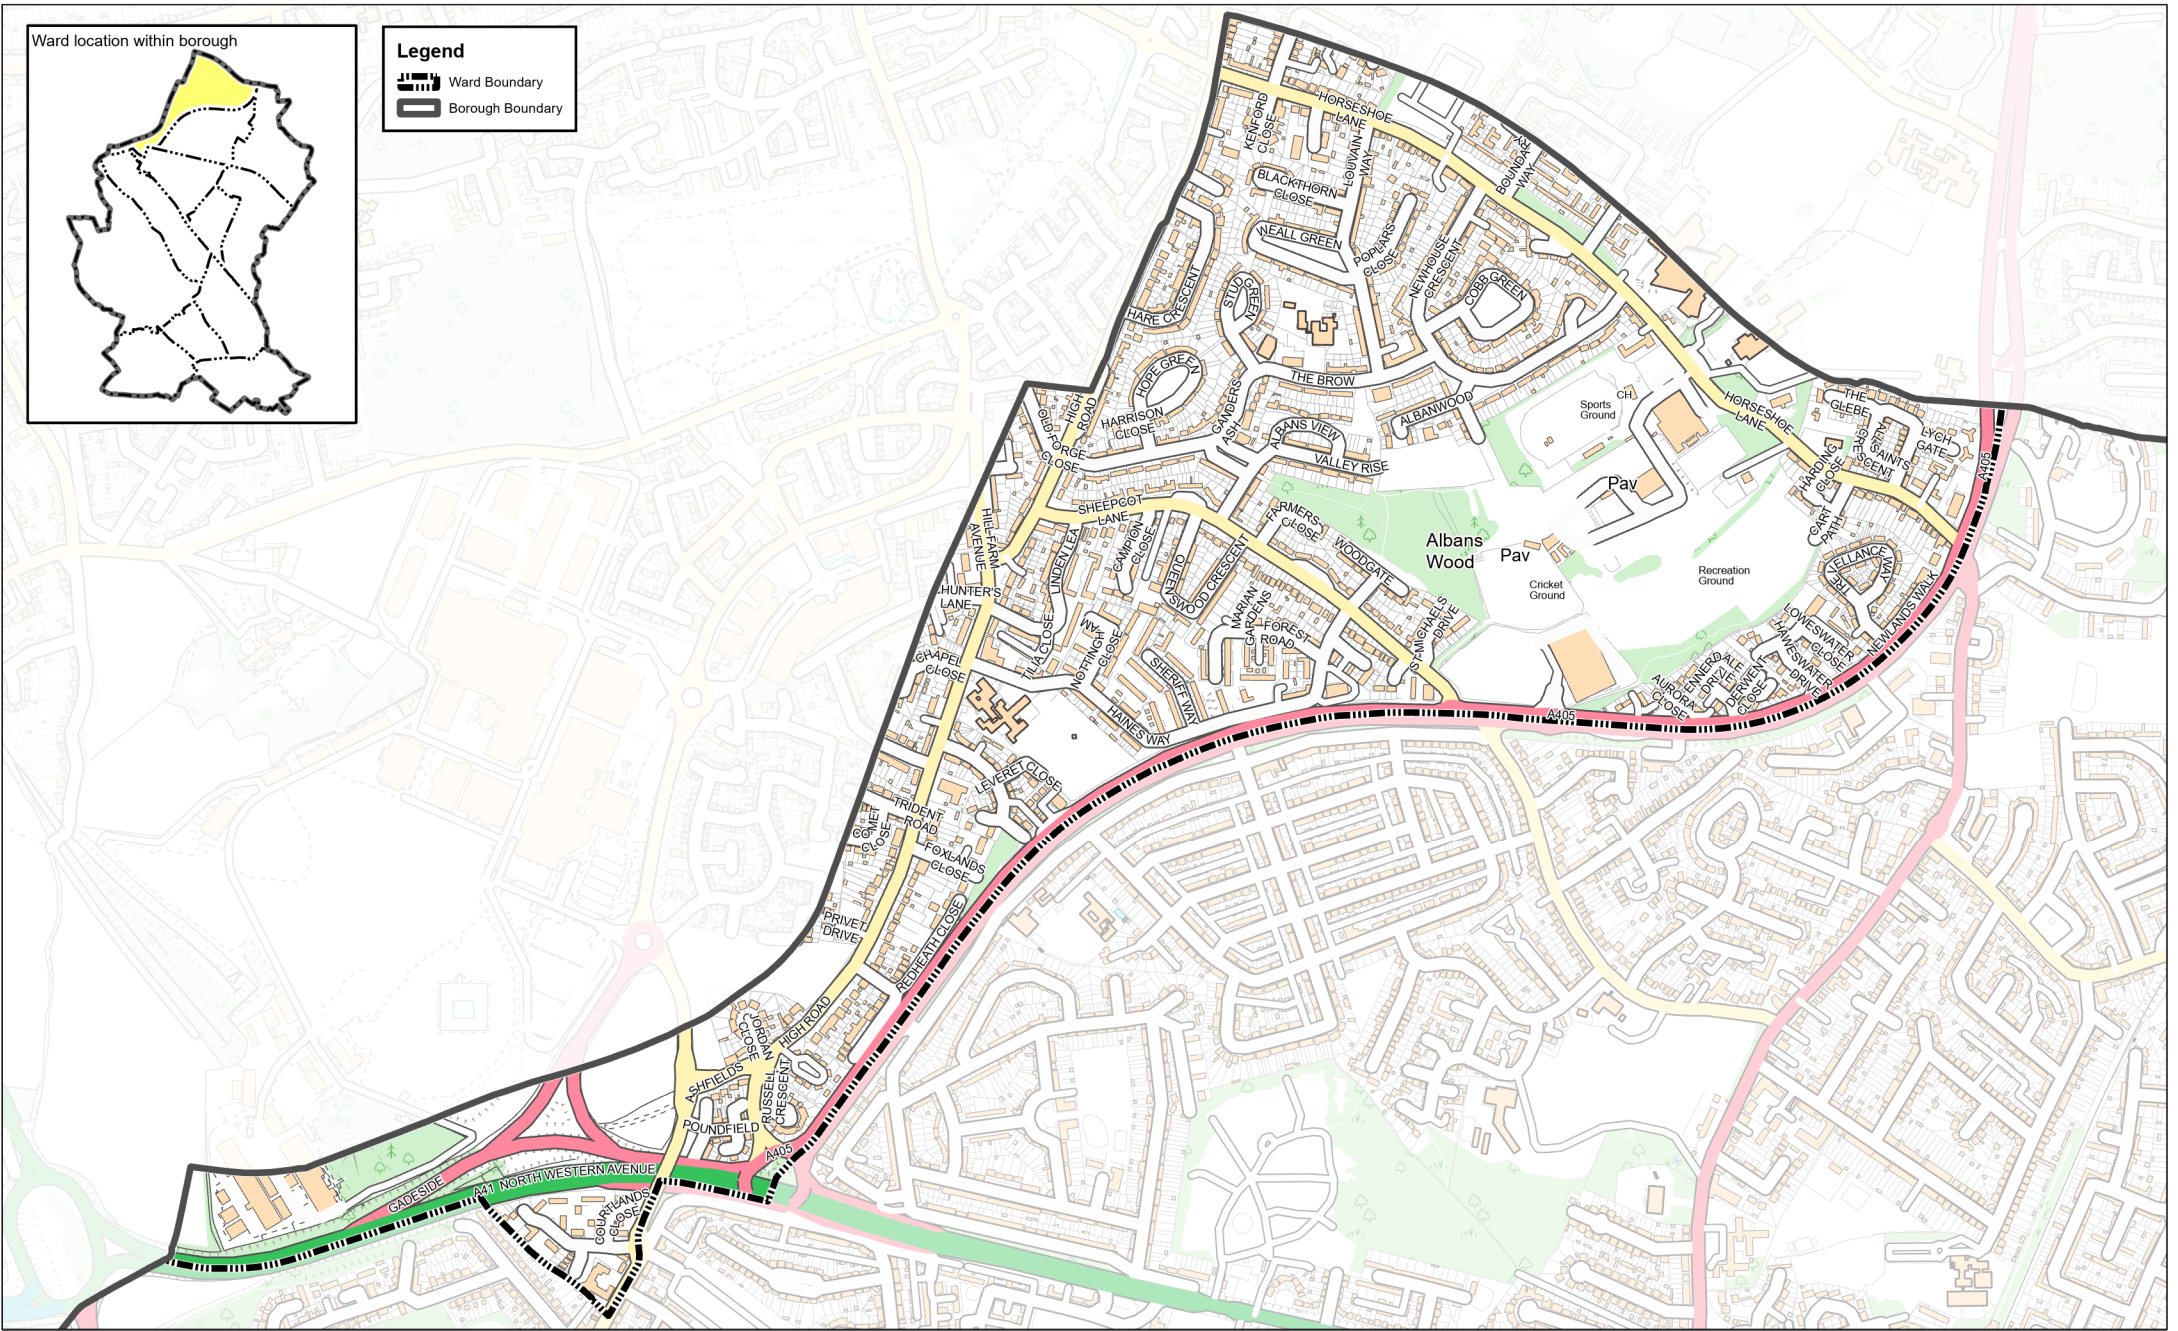 Ward location within borough
Legend
Ward Boundary
Borough Boundary
HORSESHOE
LANE
KENFORD
CLOSE
LOUVAIN
WAY
BOUNDARY
WAY
BLACKTHORN
CLOSE
WEALL GREEN
POPLARS
CLOSE
NEWHOUSE
CRESCENT
COBB GREEN
STUD
GREEN
HARE CRESCENT
HOPE GREEN
THE BROW
HARRISON
CLOSE
GANDERS
ASH
ALBANWOOD
ALBANS VIEW
VALLEY RISE
HIGH
ROAD
OLD FORGE
CLOSE
Sports
Ground
CH
HORSESHOE
LANE
THE
GLEBE
ALL SAINTS
CRESCENT
LYCH
GATE
HARDING
CLOSE
A405
Pav
CART
PATH
SHEEPCOT
LANE
FARMERS
CLOSE
WOODGATE
Albans
Wood
Pav
Cricket
Ground
Recreation
Ground
TRELLANCE
WAY
NEWLANDS WALK
HILL FARM
AVENUE
HUNTER'S
LANE
LINDEN LEA
CAMPION
CLOSE
QUEENSWOOD CRESCENT
MARIAN
GARDENS
FOREST
ROAD
ST MICHAELS
DRIVE
LOWESWATER
CLOSE
HAWESWATER
DRIVE
ENNERDALE
DRIVE
DERWENT
CLOSE
AURORA
CLOSE
CHAPEL
CLOSE
TILIA CLOSE
NOTTINGHAM
CLOSE
SHERIFF WAY
HAINES WAY
A405
LEVERET CLOSE
TRIDENT
ROAD
COMET
CLOSE
FOXLANDS
CLOSE
PRIVET
DRIVE
REDHEATH CLOSE
HIGH ROAD
JORDAN
CLOSE
ASHFIELDS
RUSSELL
CRESCENT
POUNDFIELD
A405
GADESIDE
A41 NORTH WESTERN AVENUE
COURTLANDS
CLOSE